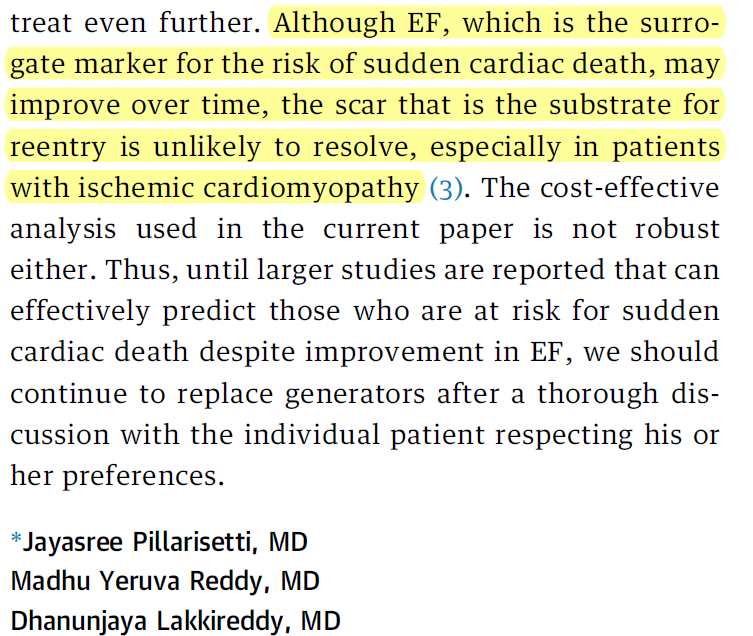 treat even further. Although EF, which is the surro-
gate marker for the risk of sudden cardiac death, may
improve over time, the scar that is the substrate for
reentry is unlikely to resolve, especially in patients
with ischemic cardiomyopathy (3). The cost-effective
analysis used in the current paper is not robust
either. Thus, until larger studies are reported that can
effectively predict those who are at risk for sudden
cardiac death despite improvement in EF, we should
continue to replace generators after a thorough dis-
cussion with the individual patient respecting his or
her preferences.
*Jayasree Pillarisetti, MD
Madhu Yeruva Reddy, MD
Dhanunjaya Lakkireddy, MD